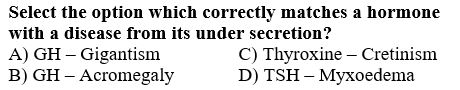 Select the option which correctly matches a hormone
with a disease from its under secretion?
A) GH – Gigantism C) Thyroxine – Cretinism
B) GH – Acromegaly D) TSH – Myxoedema